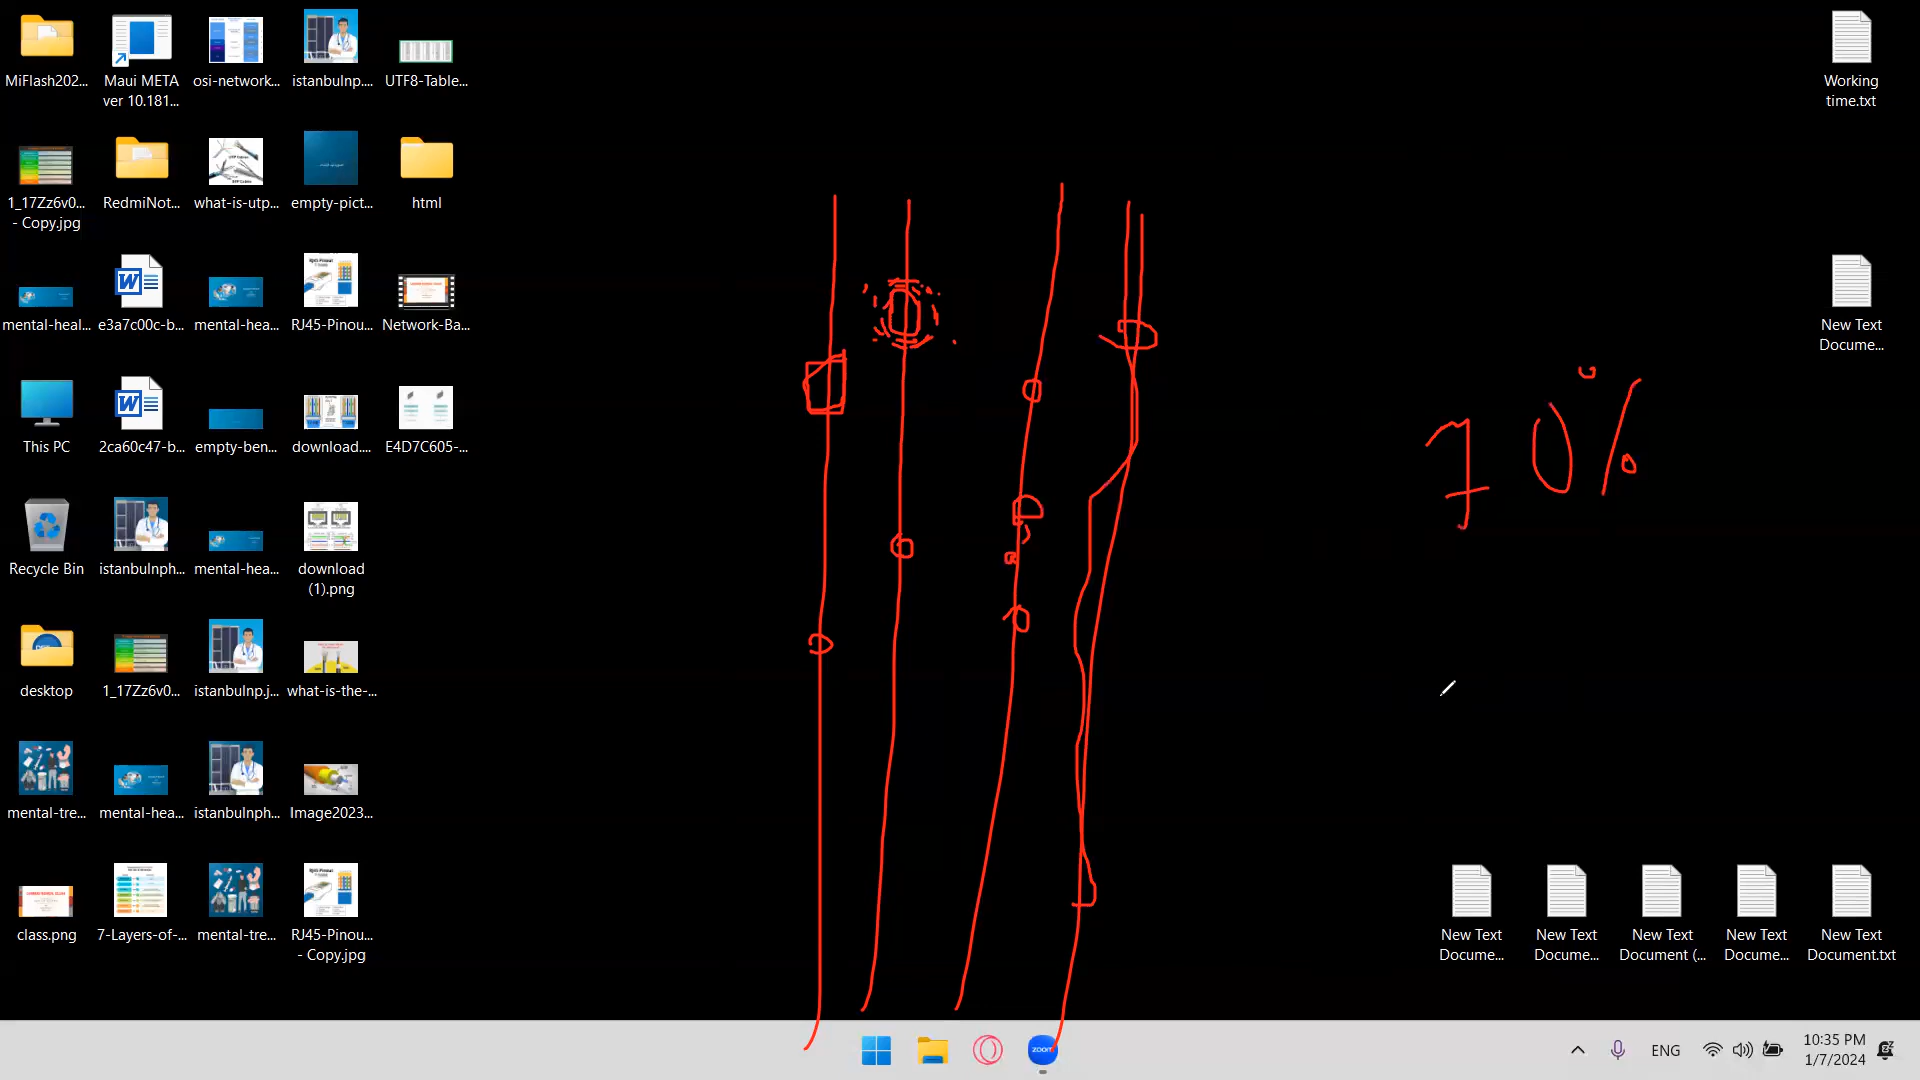 MiFlash202...
Maui META
ver 10.181...
osi-network...
istanbulnp....
UTF8-Table...
1_17Zz6v0...
- Copy.jpg
RedmiNot...
what-is-utp...
empty-pict...
html
mental-heal...
e3a7c00c-b...
mental-hea...
RJ45-Pinou...
Network-Ba...
This PC
2ca60c47-b...
empty-ben...
download....
E4D7C605-...
Recycle Bin
istanbulnph...
mental-hea...
download
(1).png
desktop
1_17Zz6v0...
istanbulnp.j...
what-is-the-...
mental-tre...
mental-hea...
istanbulnph...
Image2023...
class.png
7-Layers-of-...
mental-tre...
RJ45-Pinou...
- Copy.jpg
Working
time.txt
New Text
Docume...
70%
New Text
Docume...
New Text
Docume...
New Text
Document (...
New Text
Docume...
New Text
Document.txt
zoom
ENG
10:35 PM
1/7/2024